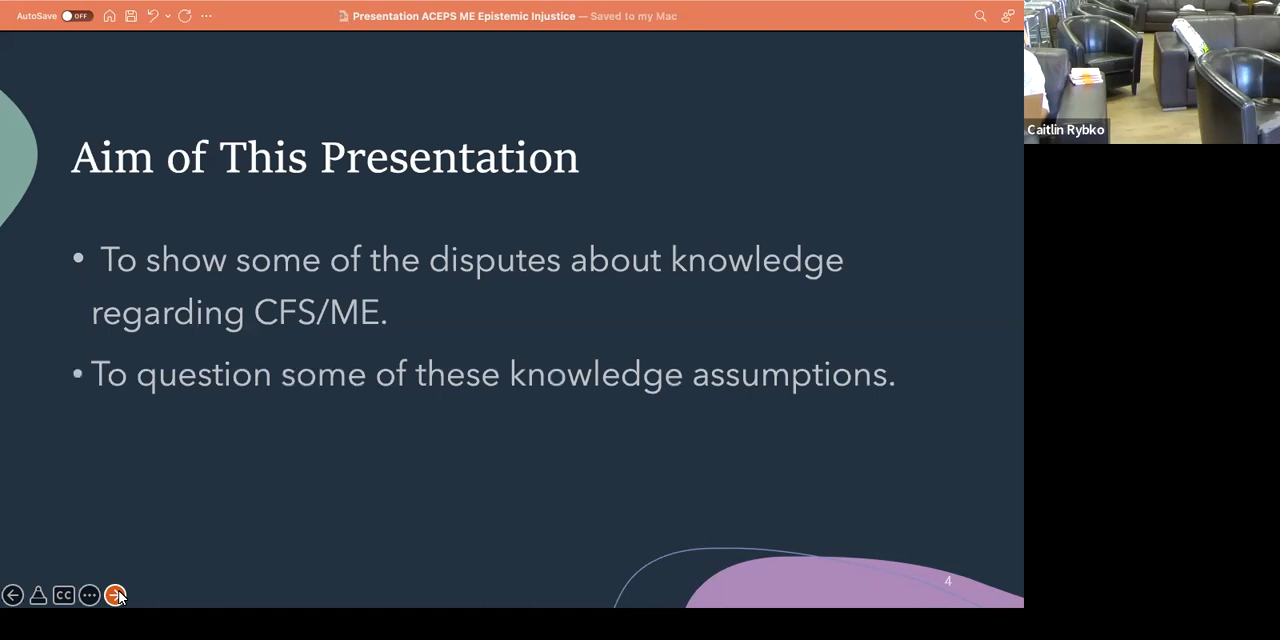 AutoSave OFF
Presentation ACEPS ME Epistemic Injustice — Saved to my Mac
Caitlin Rybko
Aim of This Presentation
• To show some of the disputes about knowledge
regarding CFS/ME.
• To question some of these knowledge assumptions.
4
CC